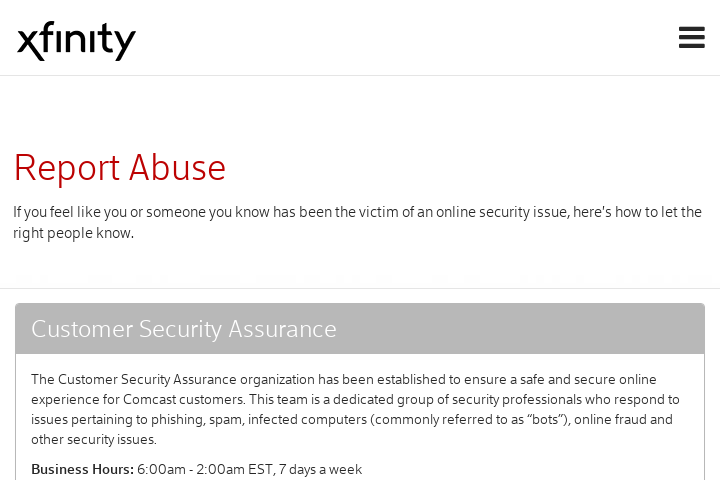 xfinity
Report Abuse
If you feel like you or someone you know has been the victim of an online security issue, here's how to let the
right people know.
Customer Security Assurance
The Customer Security Assurance organization has been established to ensure a safe and secure online
experience for Comcast customers. This team is a dedicated group of security professionals who respond to
issues pertaining to phishing, spam, infected computers (commonly referred to as “bots”), online fraud and
other security issues.
Business Hours: 6:00am - 2:00am EST, 7 days a week